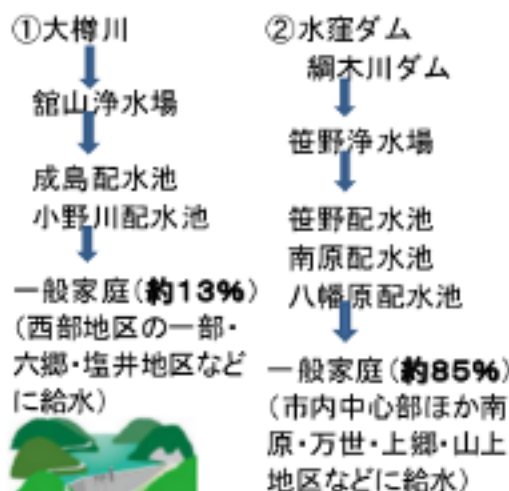 ①大樽川
舘山浄水場
成島配水池
小野川配水池
一般家庭(約13%)
(西部地区の一部・
六郷・塩井地区など
に給水)
②水窪ダム
綱木川ダム
笹野浄水場
笹野配水池
南原配水池
八幡原配水池
一般家庭(約85%)
(市内中心部ほか南
原・万世・上郷・山上
地区などに給水)